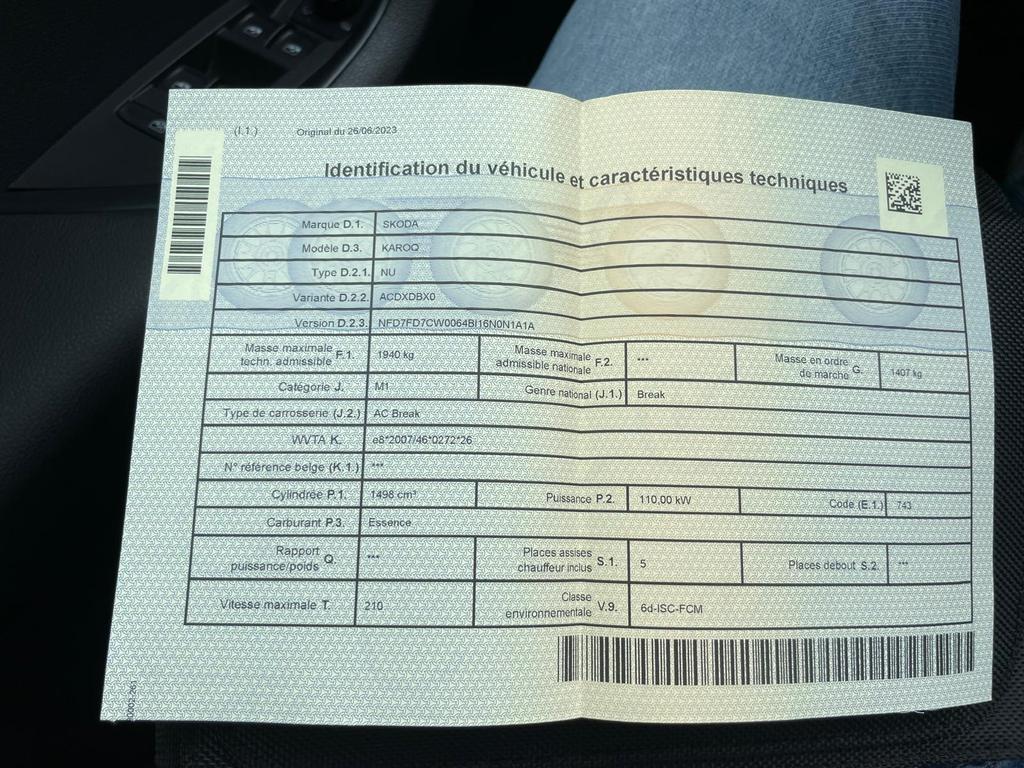 (I.1.) Original du 26/06/2023
Identification du véhicule et caractéristiques techniques
Marque D.1. SKODA
Modèle D.3. KAROQ
Type D.2.1. NU
Variante D.2.2. ACDXDBX0
Version D.2.3. NFD7FD7CW0064BI16N0N1A1A
Masse maximale techn. admissible F.1. 1940 kg Masse maximale admissible nationale F.2. *** Masse en ordre de marche G. 1407 kg
Catégorie J. M1 Genre national (J.1.) Break
Type de carrosserie (J.2.) AC Break
WVTA K. e8*2007/46*0272*26
N° référence belge (K.1.) ***
Cylindrée P.1. 1498 cm³ Puissance P.2. 110,00 kW Code (E.1.) 743
Carburant P.3. Essence
Rapport puissance/poids Q. *** Places assises chauffeur inclus S.1. 5 Places debout S.2. ***
Vitesse maximale T. 210 Classe environnementale V.9. 6d-ISC-FCM